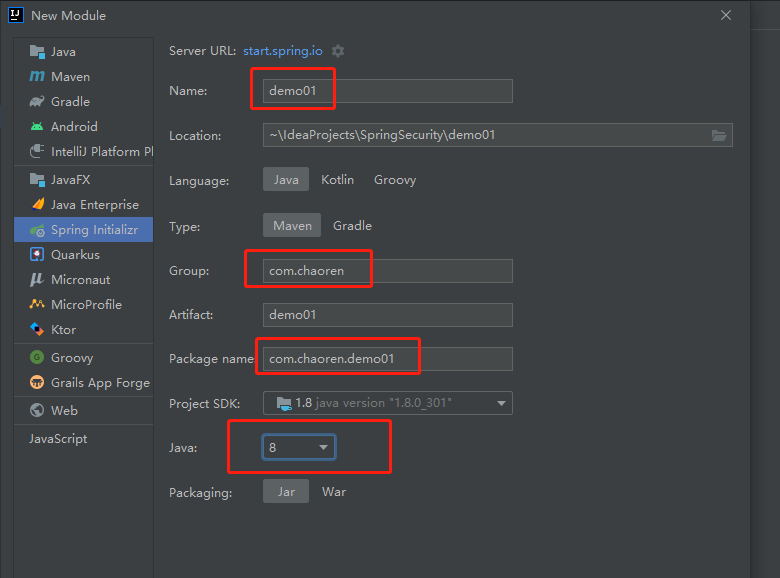 New Module
Java
Maven
Gradle
Android
IntelliJ Platform Pl
JavaFX
Java Enterprise
Spring Initializr
Quarkus
Micronaut
MicroProfile
Ktor
Groovy
Grails App Forge
Web
JavaScript
Server URL: start.spring.io
Name: demo01
Location: ~\IdeaProjects\SpringSecurity\demo01
Language: Java Kotlin Groovy
Type: Maven Gradle
Group: com.chaoren
Artifact: demo01
Package name: com.chaoren.demo01
Project SDK: 1.8 java version "1.8.0_301"
Java: 8
Packaging: Jar War